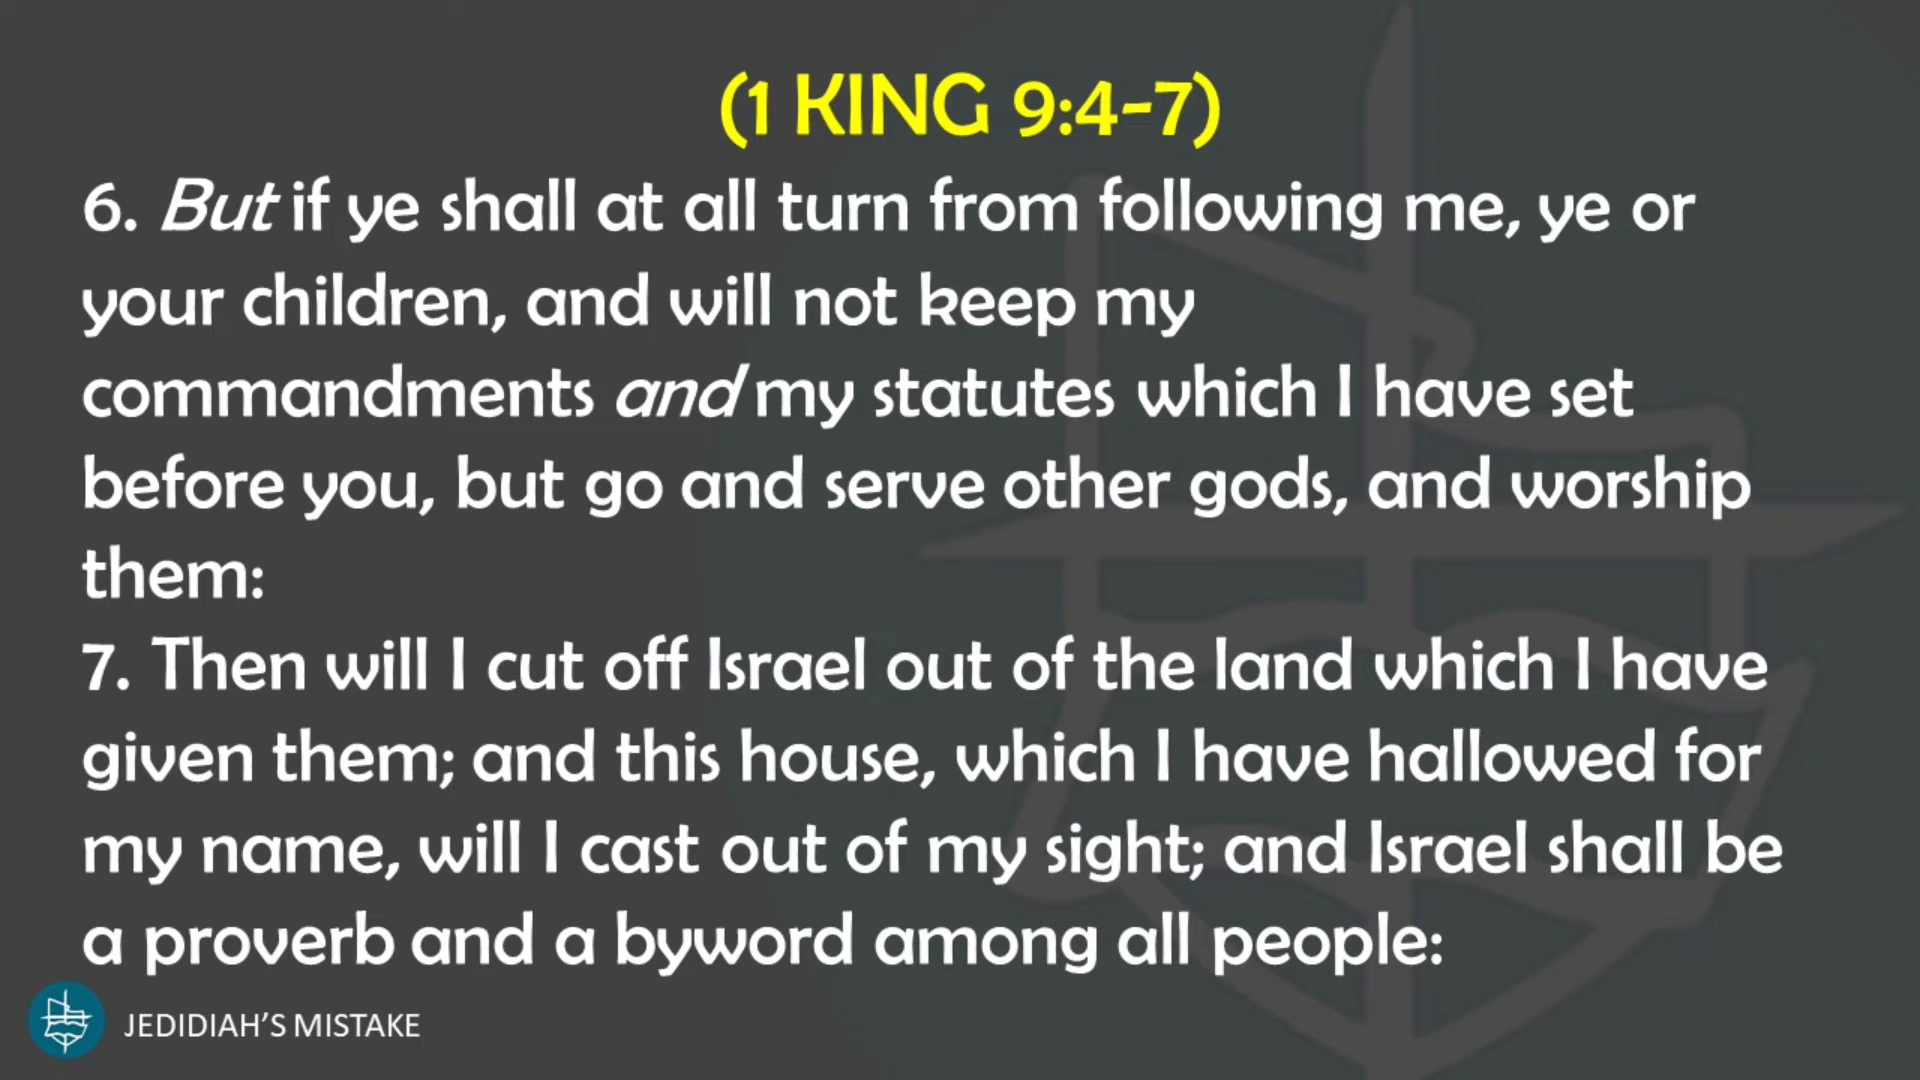 (1 KING 9:4-7)
6. But if ye shall at all turn from following me, ye or
your children, and will not keep my
commandments and my statutes which I have set
before you, but go and serve other gods, and worship
them:
7. Then will I cut off Israel out of the land which I have
given them; and this house, which I have hallowed for
my name, will I cast out of my sight; and Israel shall be
a proverb and a byword among all people:
JEDIDIAH'S MISTAKE